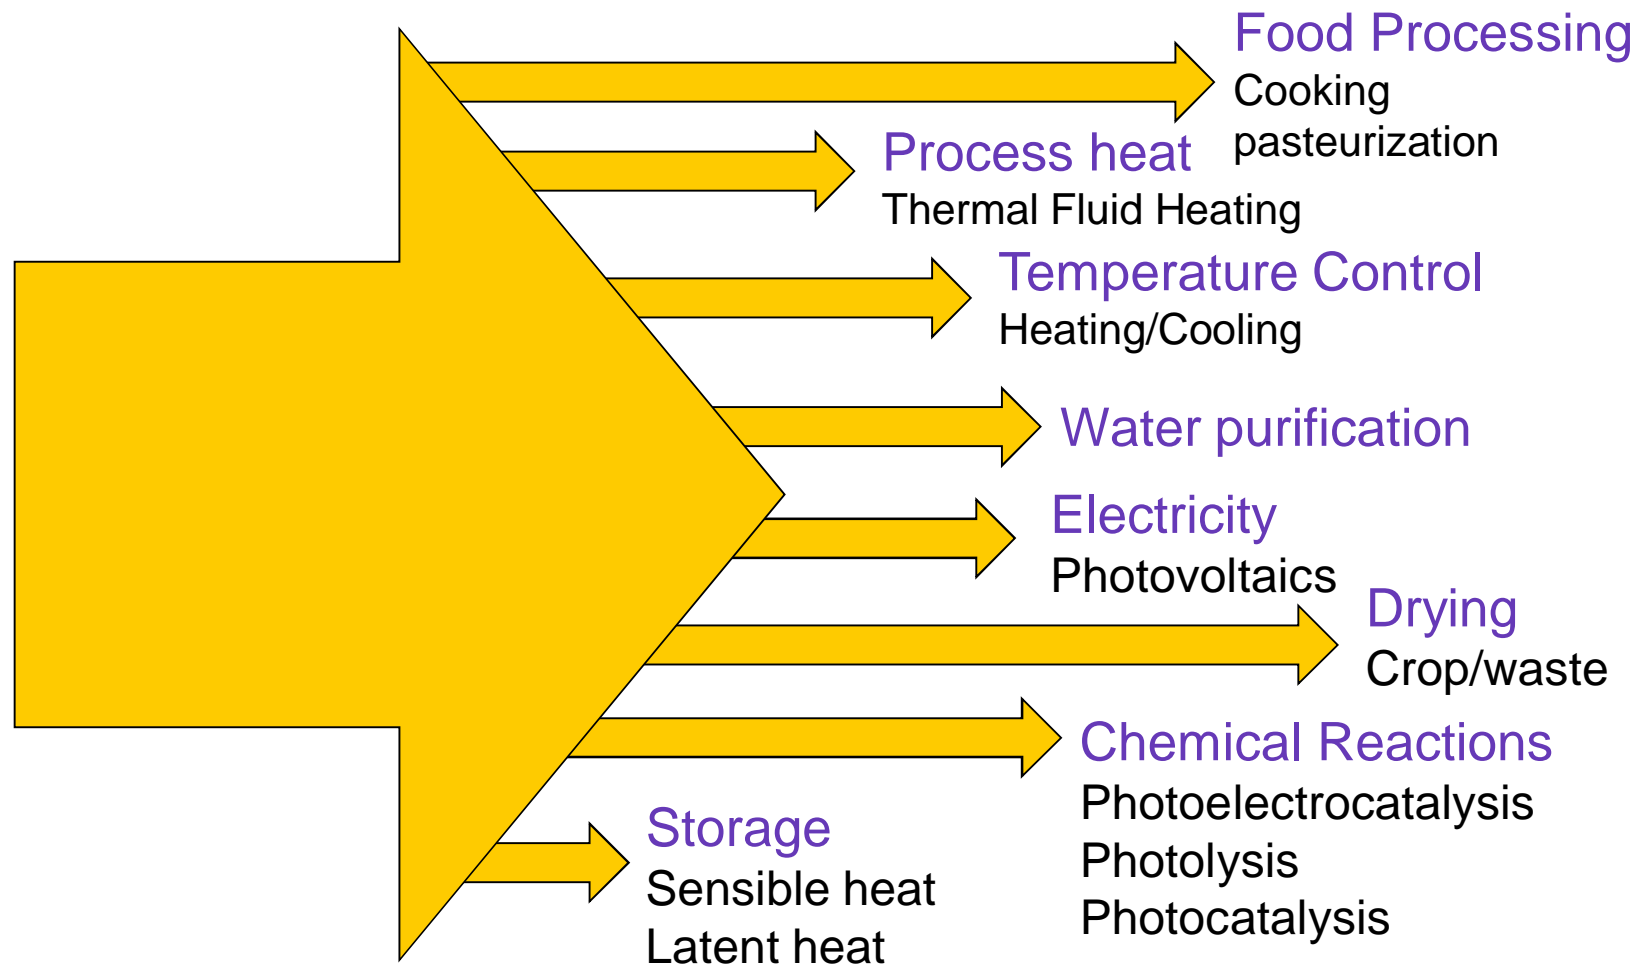 Food Processing
Cooking
pasteurization
Process heat
Thermal Fluid Heating
Temperature Control
Heating/Cooling
Water purification
Electricity
Photovoltaics
Drying
Crop/waste
Chemical Reactions
Photoelectrocatalysis
Photolysis
Photocatalysis
Storage
Sensible heat
Latent heat